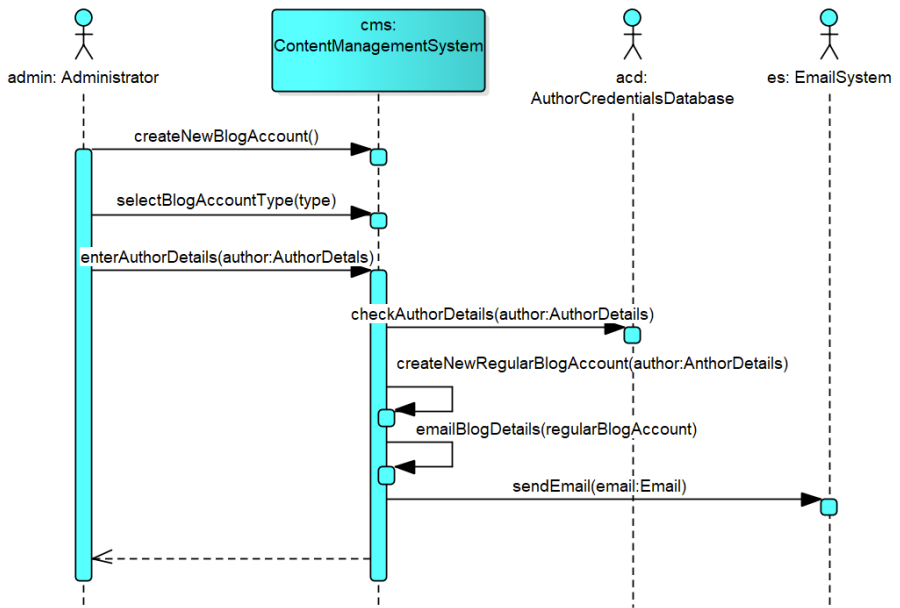 cms:
ContentManagementSystem
admin: Administrator
acd:
AuthorCredentialsDatabase
es: EmailSystem
createNewBlogAccount()
selectBlogAccountType(type)
enterAuthorDetails(author:AuthorDetals)
checkAuthorDetails(author:AuthorDetails)
createNewRegularBlogAccount(author:AnthorDetails)
emailBlogDetails(regularBlogAccount)
sendEmail(email:Email)